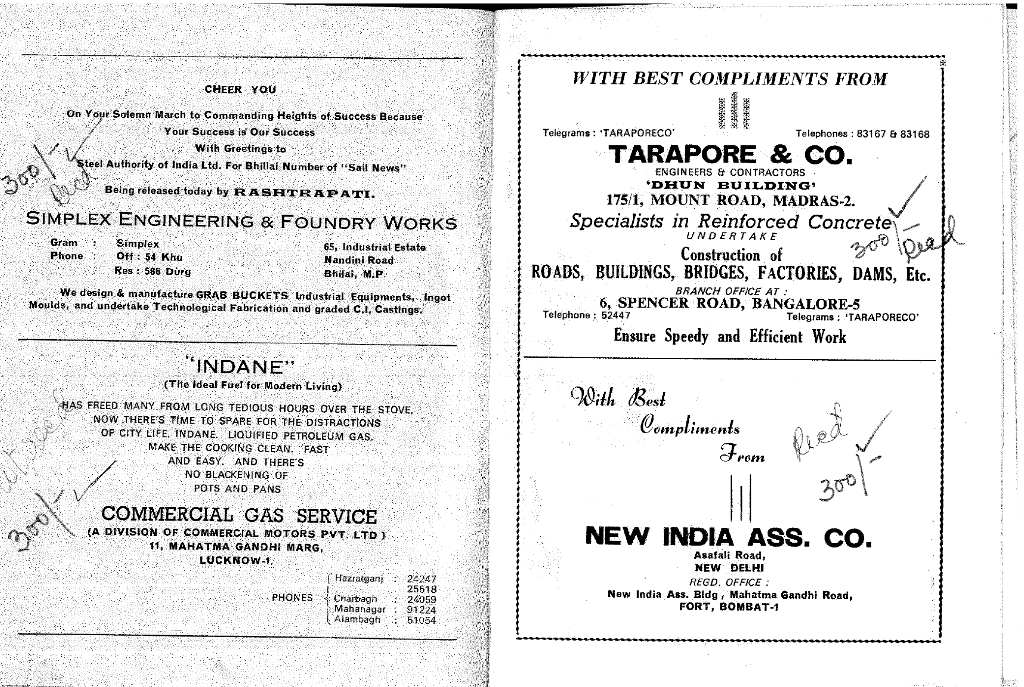 CHEER YOU
On Your Solemn March to Commanding Heights of Success Because
Your Success is Our Success
With Greetings to
Steel Authority of India Ltd. For Bhillai Number of "Sail News"
Being released today by RASHTRAPATI.
SIMPLEX ENGINEERING & FOUNDRY WORKS
Gram : Simplex
Phone : Off : 54 Khu
Res : 586 Durg
65, Industrial Estate
Nandini Road
Bhilai, M.P.
We design & manufacture GRAB BUCKETS Industrial Equipments, Ingot
Moulds, and undertake Technological Fabrication and graded C.I. Castings.
300/-
Recd
"INDANE"
(The Ideal Fuel for Modern Living)
HAS FREED MANY FROM LONG TEDIOUS HOURS OVER THE STOVE.
NOW THERE'S TIME TO SPARE FOR THE DISTRACTIONS
OF CITY LIFE. INDANE. LIQUIFIED PETROLEUM GAS.
MAKE THE COOKING CLEAN. FAST
AND EASY. AND THERE'S
NO BLACKENING OF
POTS AND PANS
300/-
COMMERCIAL GAS SERVICE
(A DIVISION OF COMMERCIAL MOTORS PVT. LTD )
11, MAHATMA GANDHI MARG,
LUCKNOW-1.
PHONES
Hazratganj : 24247
25518
Charbagh : 24059
Mahanagar : 91224
Alambagh : 51054
WITH BEST COMPLIMENTS FROM
Telegrams : 'TARAPORECO' Telephones : 83167 & 83168
TARAPORE & CO.
ENGINEERS & CONTRACTORS
'DHUN BUILDING'
175/1, MOUNT ROAD, MADRAS-2.
Specialists in Reinforced Concrete
UNDERTAKE
300/- Recd
Construction of
ROADS, BUILDINGS, BRIDGES, FACTORIES, DAMS, Etc.
BRANCH OFFICE AT :
6, SPENCER ROAD, BANGALORE-5
Telephone : 52447 Telegrams : 'TARAPORECO'
Ensure Speedy and Efficient Work
With Best
Compliments
From
Recd
300/-
NEW INDIA ASS. CO.
Asafali Road,
NEW DELHI
REGD. OFFICE :
New India Ass. Bldg, Mahatma Gandhi Road,
FORT, BOMBAT-1